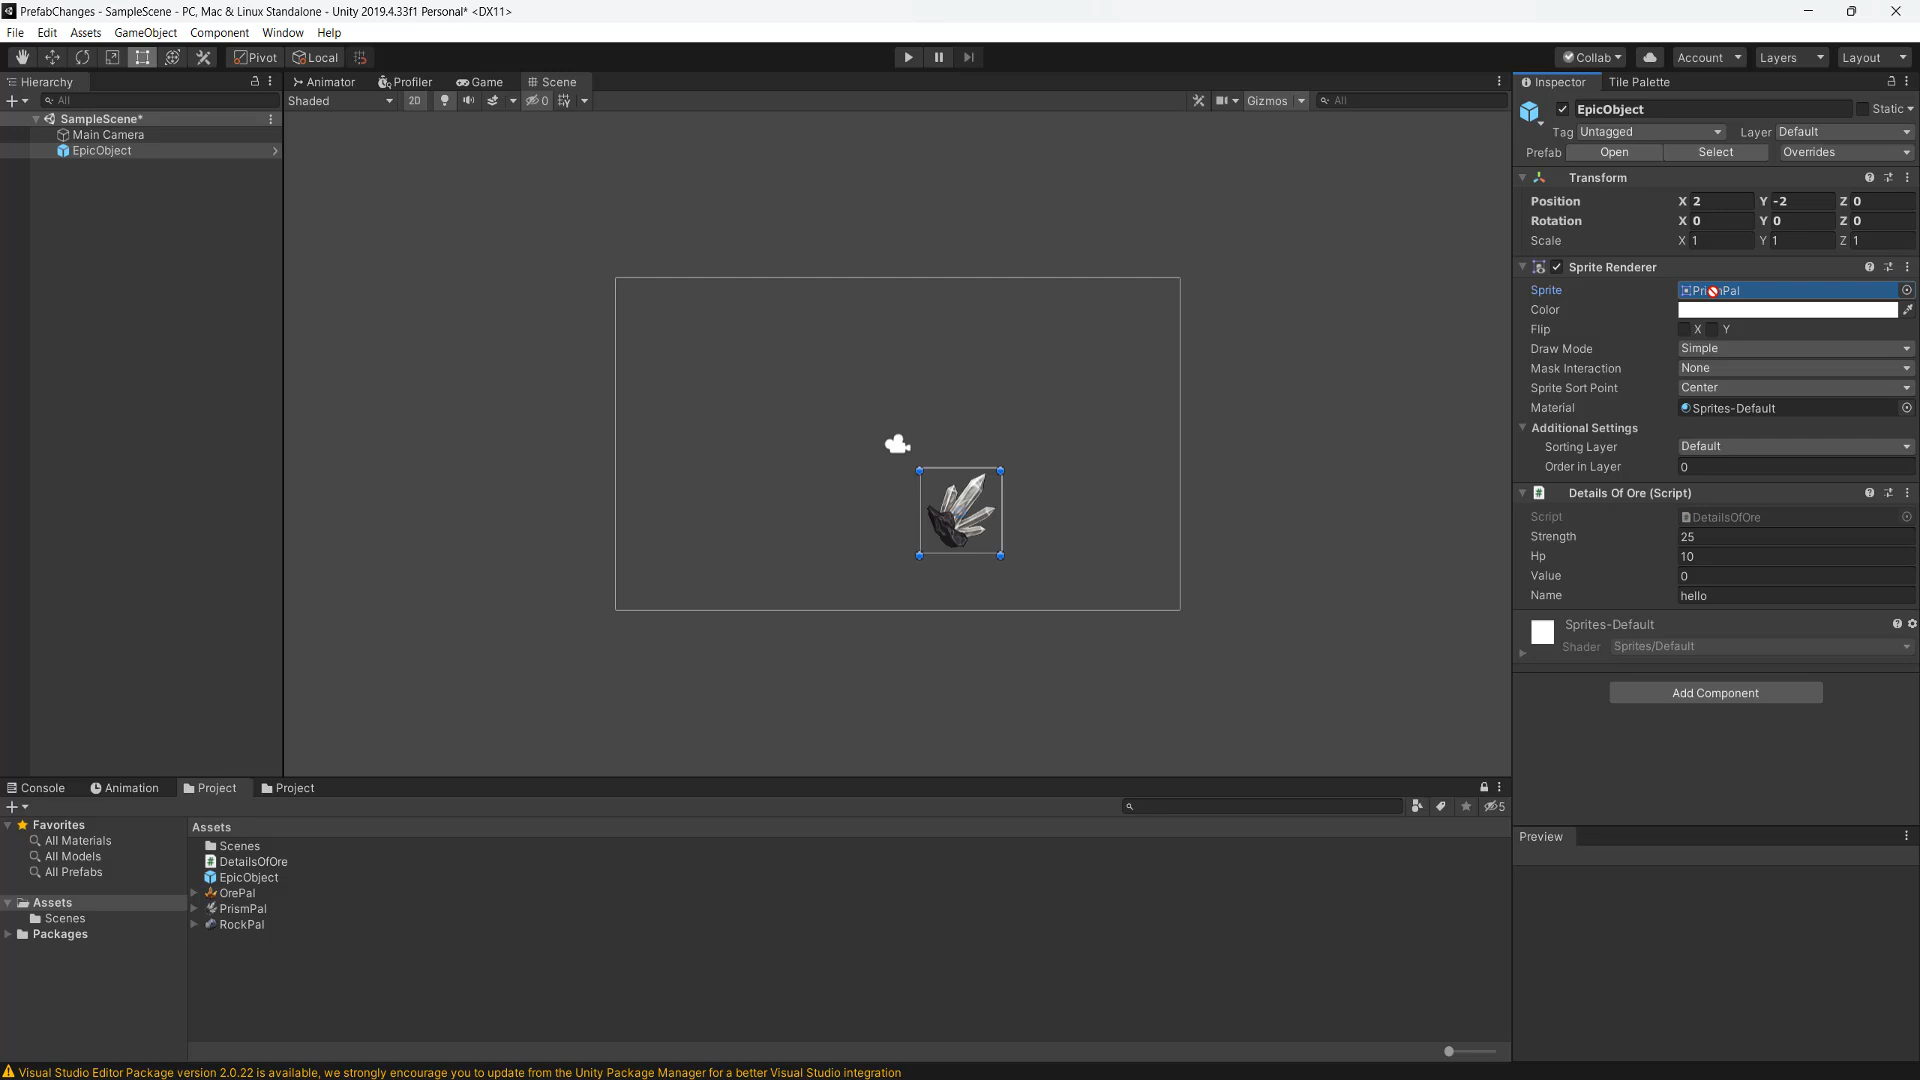 PrefabChanges - SampleScene - PC, Mac & Linux Standalone - Unity 2019.4.33f1 Personal* <DX11>
File Edit Assets GameObject Component Window Help
Pivot Local Collab Account Layers Layout
Hierarchy Animator Profiler Game Scene Inspector Tile Palette
All Shaded 2D 0 Gizmos All
SampleScene*
Main Camera
EpicObject
EpicObject Static
Tag Untagged Layer Default
Prefab Open Select Overrides
Transform
Position X 2 Y -2 Z 0
Rotation X 0 Y 0 Z 0
Scale X 1 Y 1 Z 1
Sprite Renderer
Sprite
Color
Flip X Y
Draw Mode Simple
Mask Interaction None
Sprite Sort Point Center
Material Sprites-Default
Additional Settings
Sorting Layer Default
Order in Layer 0
Details Of Ore (Script)
Script DetailsOfOre
Strength 25
Hp 10
Value 0
Name hello
Sprites-Default
Shader Sprites/Default
Add Component
Console Animation Project Project
5
Favorites
All Materials
All Models
All Prefabs
Assets
Scenes
Packages
Assets
Scenes
DetailsOfOre
EpicObject
OrePal
PrismPal
RockPal
Preview
Visual Studio Editor Package version 2.0.22 is available, we strongly encourage you to update from the Unity Package Manager for a better Visual Studio integration